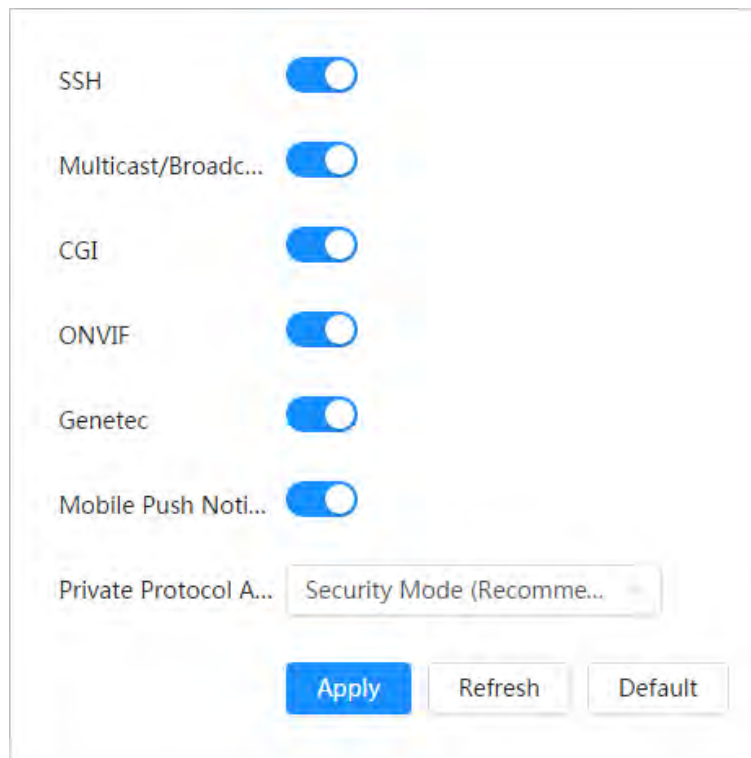 SSH
Multicast/Broadc...
CGI
ONVIF
Genetec
Mobile Push Noti...
Private Protocol A... Security Mode (Recomme...
Apply Refresh Default